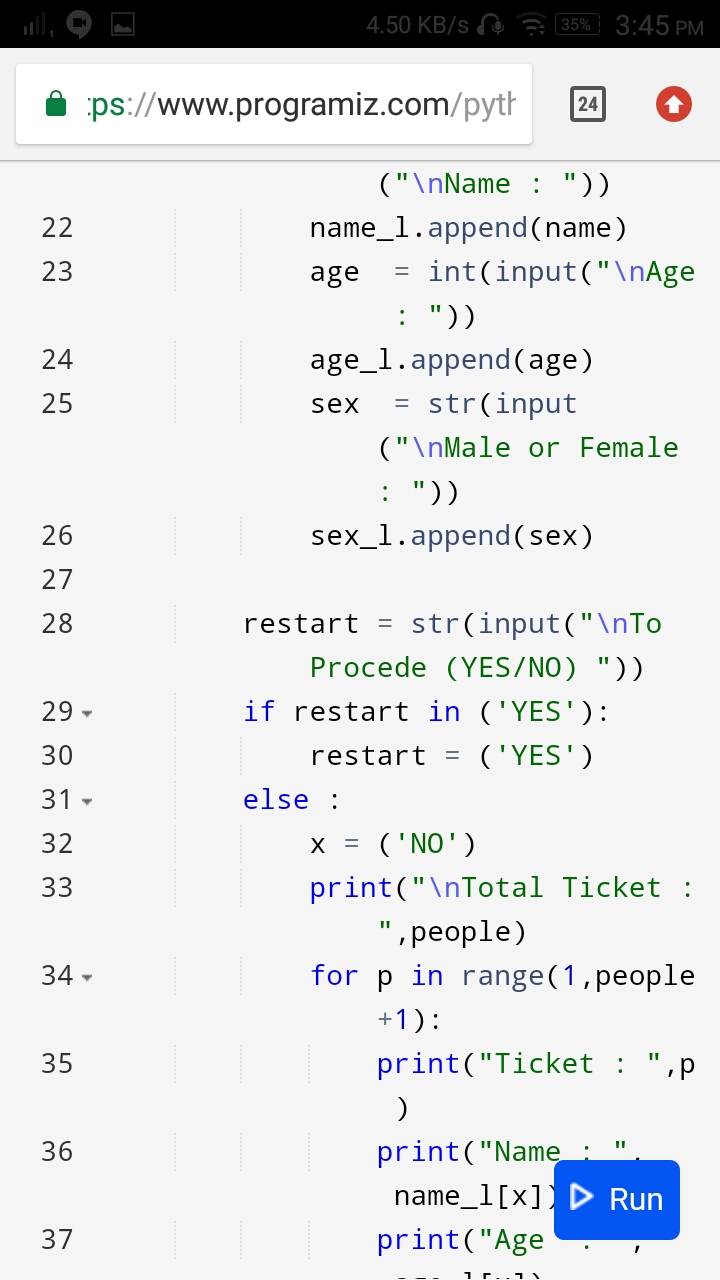 4.50 KB/s 35% 3:45 PM
:ps://www.programiz.com/pyth 24
("\nName : "))
22 name_l.append(name)
23 age  = int(input("\nAge
: "))
24 age_l.append(age)
25 sex  = str(input
("\nMale or Female
: "))
26 sex_l.append(sex)
27
28 restart = str(input("\nTo
Procede (YES/NO) "))
29 if restart in ('YES'):
30 restart = ('YES')
31 else :
32 x = ('NO')
33 print("\nTotal Ticket :
",people)
34 for p in range(1,people
+1):
35 print("Ticket : ",p
)
36 print("Name : ",
name_l[x])
Run
37 print("Age  : ",